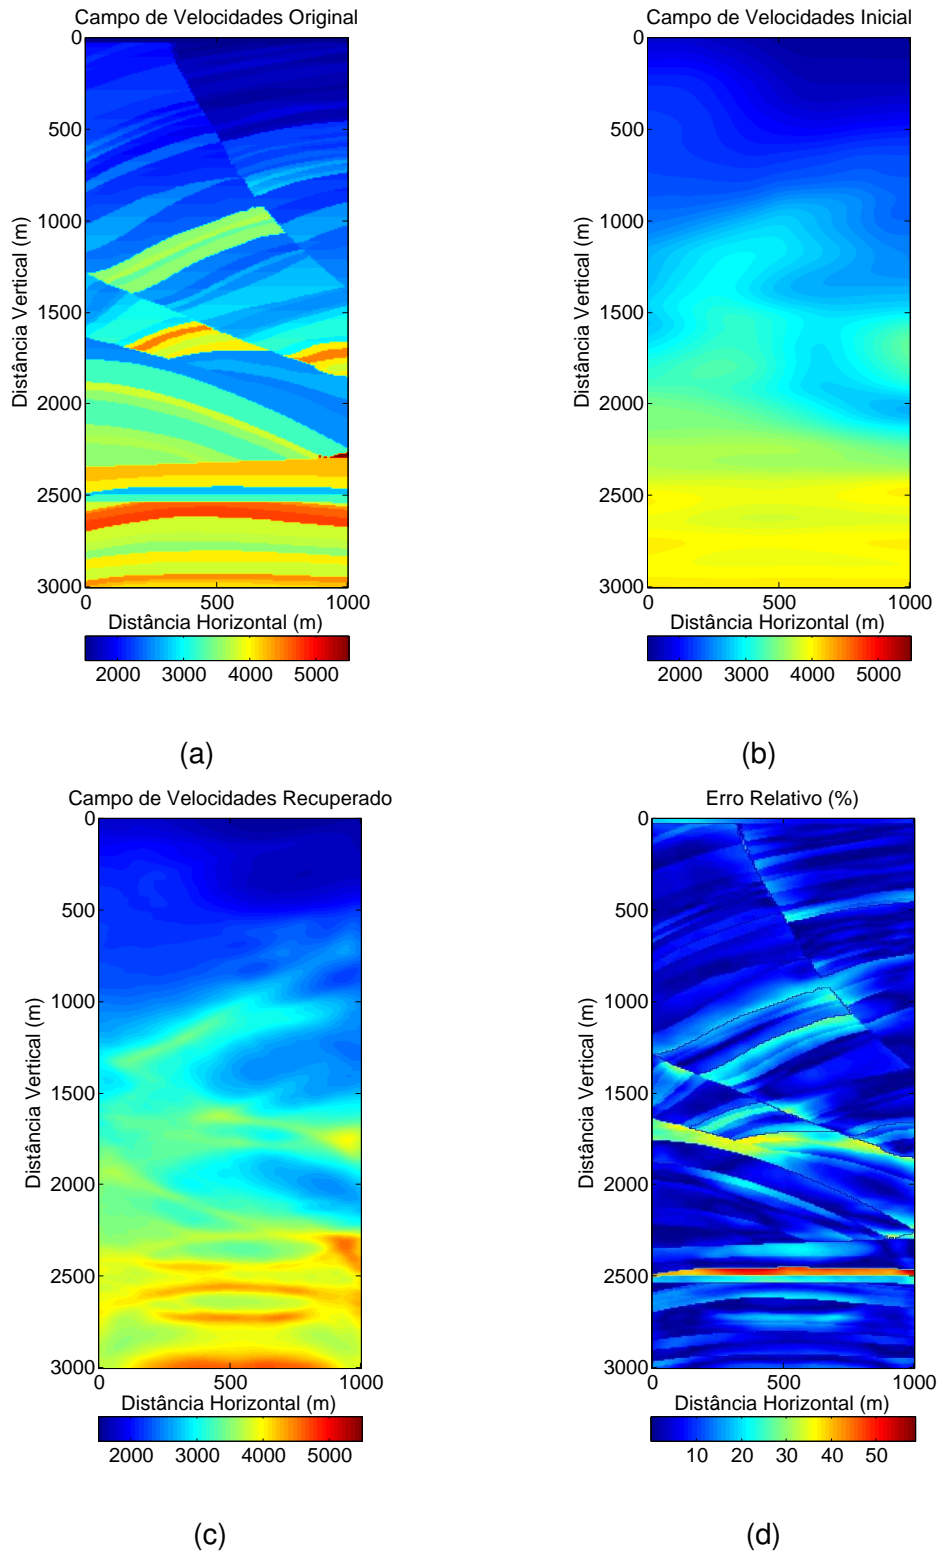 Campo de Velocidades Original
0
500
1000
1500
2000
2500
3000
Distância Vertical (m)
0 500 1000
Distância Horizontal (m)
2000 3000 4000 5000
(a)
Campo de Velocidades Inicial
0
500
1000
1500
2000
2500
3000
Distância Vertical (m)
0 500 1000
Distância Horizontal (m)
2000 3000 4000 5000
(b)
Campo de Velocidades Recuperado
0
500
1000
1500
2000
2500
3000
Distância Vertical (m)
0 500 1000
Distância Horizontal (m)
2000 3000 4000 5000
(c)
Erro Relativo (%)
0
500
1000
1500
2000
2500
3000
Distância Vertical (m)
0 500 1000
Distância Horizontal (m)
10 20 30 40 50
(d)